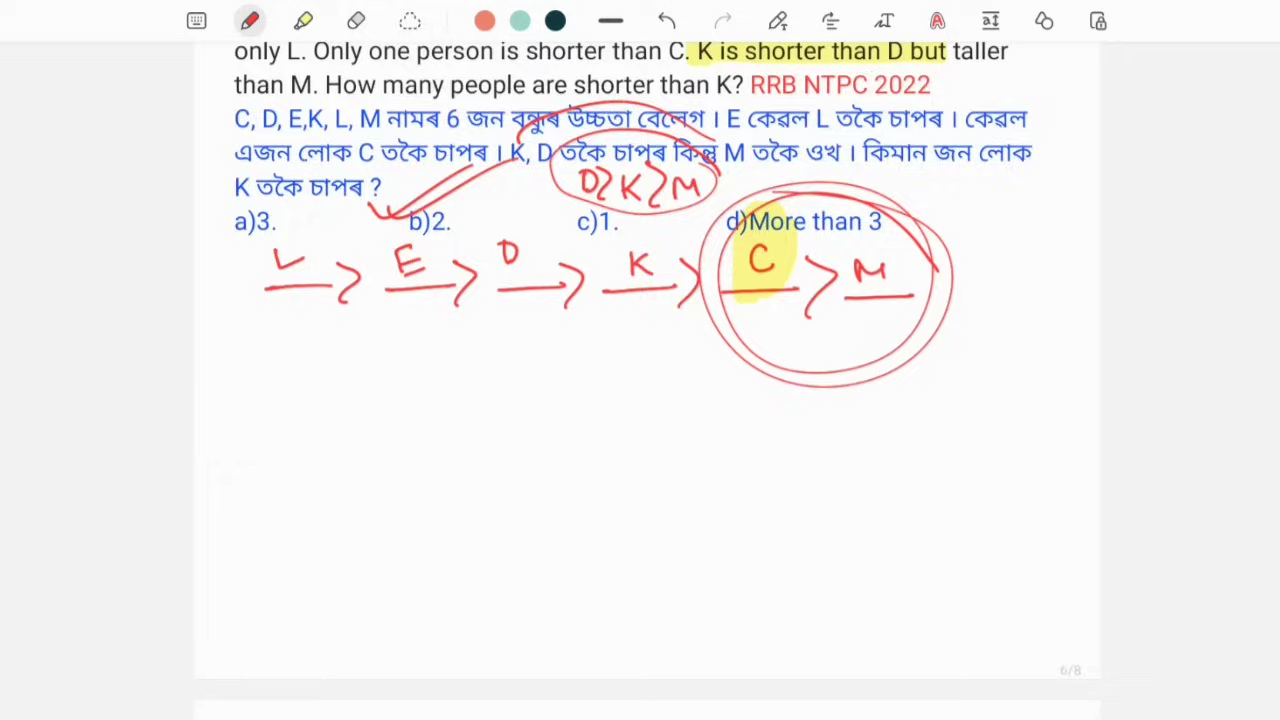 only L. Only one person is shorter than C. K is shorter than D but taller
than M. How many people are shorter than K? RRB NTPC 2022
C, D, E,K, L, M নামৰ 6 জন বন্ধুৰ উচ্চতা বেলেগ । E কেৱল L তকৈ চাপৰ । কেৱল
এজন লোক C তকৈ চাপৰ । K, D তকৈ চাপৰ কিন্তু M তকৈ ওখ । কিমান জন লোক
K তকৈ চাপৰ ?
D>K>M
a)3. b)2. c)1. d)More than 3
L > E > D > K > C > M
6/8